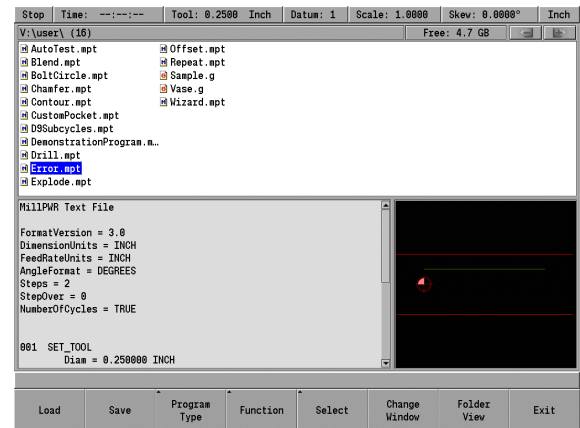 Stop Time: --:--:-- Tool: 0.2500 Inch Datum: 1 Scale: 1.0000 Skew: 0.0000° Inch
V:\user\ (16) Free: 4.7 GB
AutoTest.mpt Offset.mpt
Blend.mpt Repeat.mpt
BoltCircle.mpt Sample.g
Chamfer.mpt Vase.g
Contour.mpt Wizard.mpt
CustomPocket.mpt
D9Subcycles.mpt
DemonstrationProgram.m…
Drill.mpt
Error.mpt
Explode.mpt
MillPWR Text File
FormatVersion = 3.0
DimensionUnits = INCH
FeedRateUnits = INCH
AngleFormat = DEGREES
Steps = 2
StepOver = 0
NumberOfCycles = TRUE
001 SET_TOOL
Diam = 0.250000 INCH
Load Save Program Type Function Select Change Window Folder View Exit